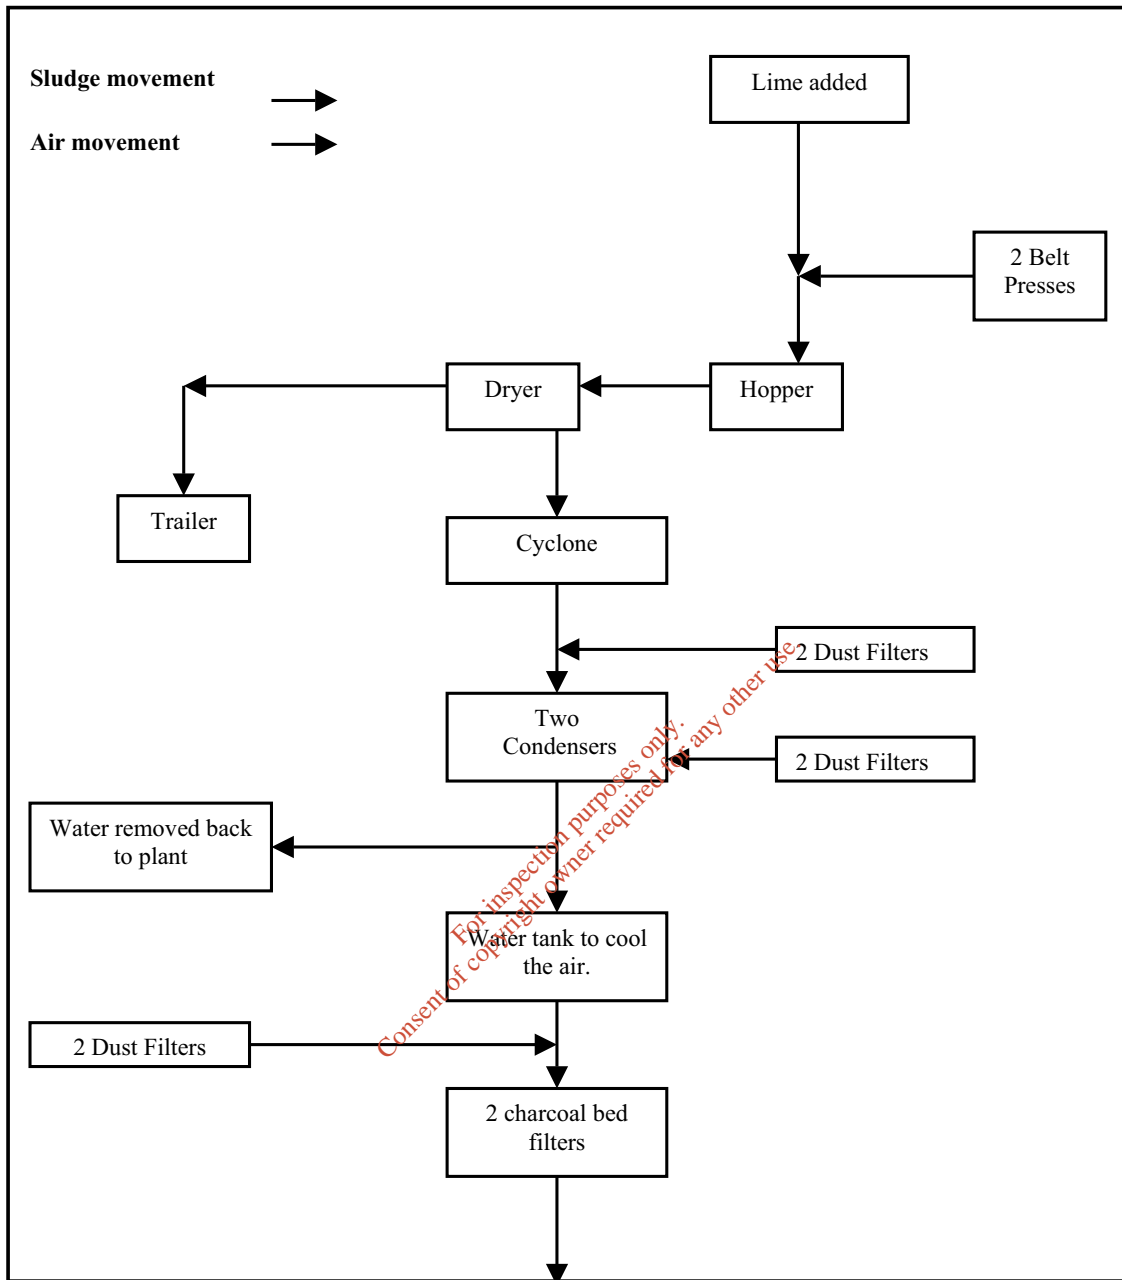 Sludge movement
Air movement
Lime added
2 Belt
Presses
Dryer
Hopper
Trailer
Cyclone
2 Dust Filters
Two
Condensers
2 Dust Filters
Water removed back
to plant
Water tank to cool
the air.
2 Dust Filters
2 charcoal bed
filters
For inspection purposes only.
Consent of copyright owner required for any other use.